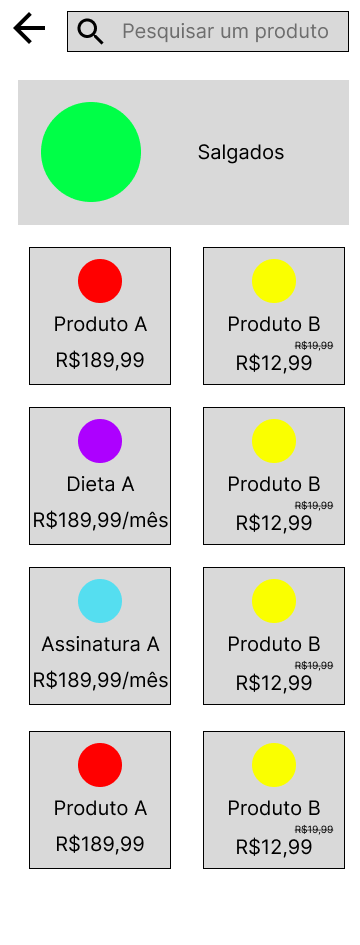 Pesquisar um produto
Salgados
Produto A
R$189,99
Produto B
R$19,99
R$12,99
Dieta A
R$189,99/mês
Produto B
R$19,99
R$12,99
Assinatura A
R$189,99/mês
Produto B
R$19,99
R$12,99
Produto A
R$189,99
Produto B
R$19,99
R$12,99